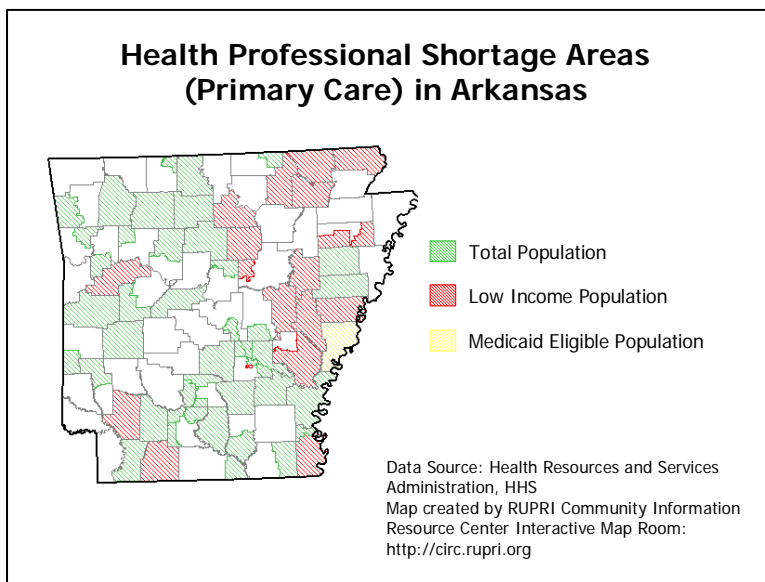 Health Professional Shortage Areas
(Primary Care) in Arkansas
Total Population
Low Income Population
Medicaid Eligible Population
Data Source: Health Resources and Services
Administration, HHS
Map created by RUPRI Community Information
Resource Center Interactive Map Room:
http://circ.rupri.org